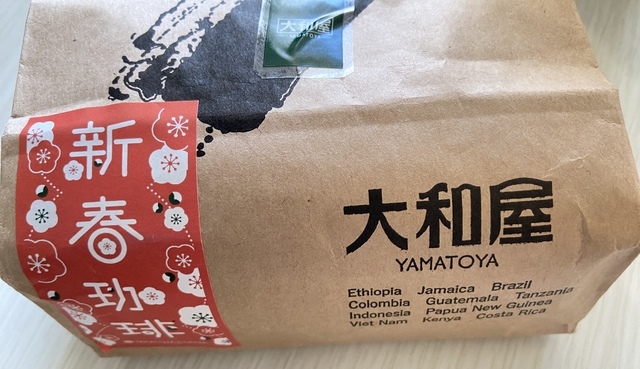 大和屋
YAMATOYA
新春珈琲
大和屋
YAMATOYA
Ethiopia Jamaica Brazil
Colombia Guatemala Tanzania
Indonesia Papua New Guinea
Viet Nam Kenya Costa Rica